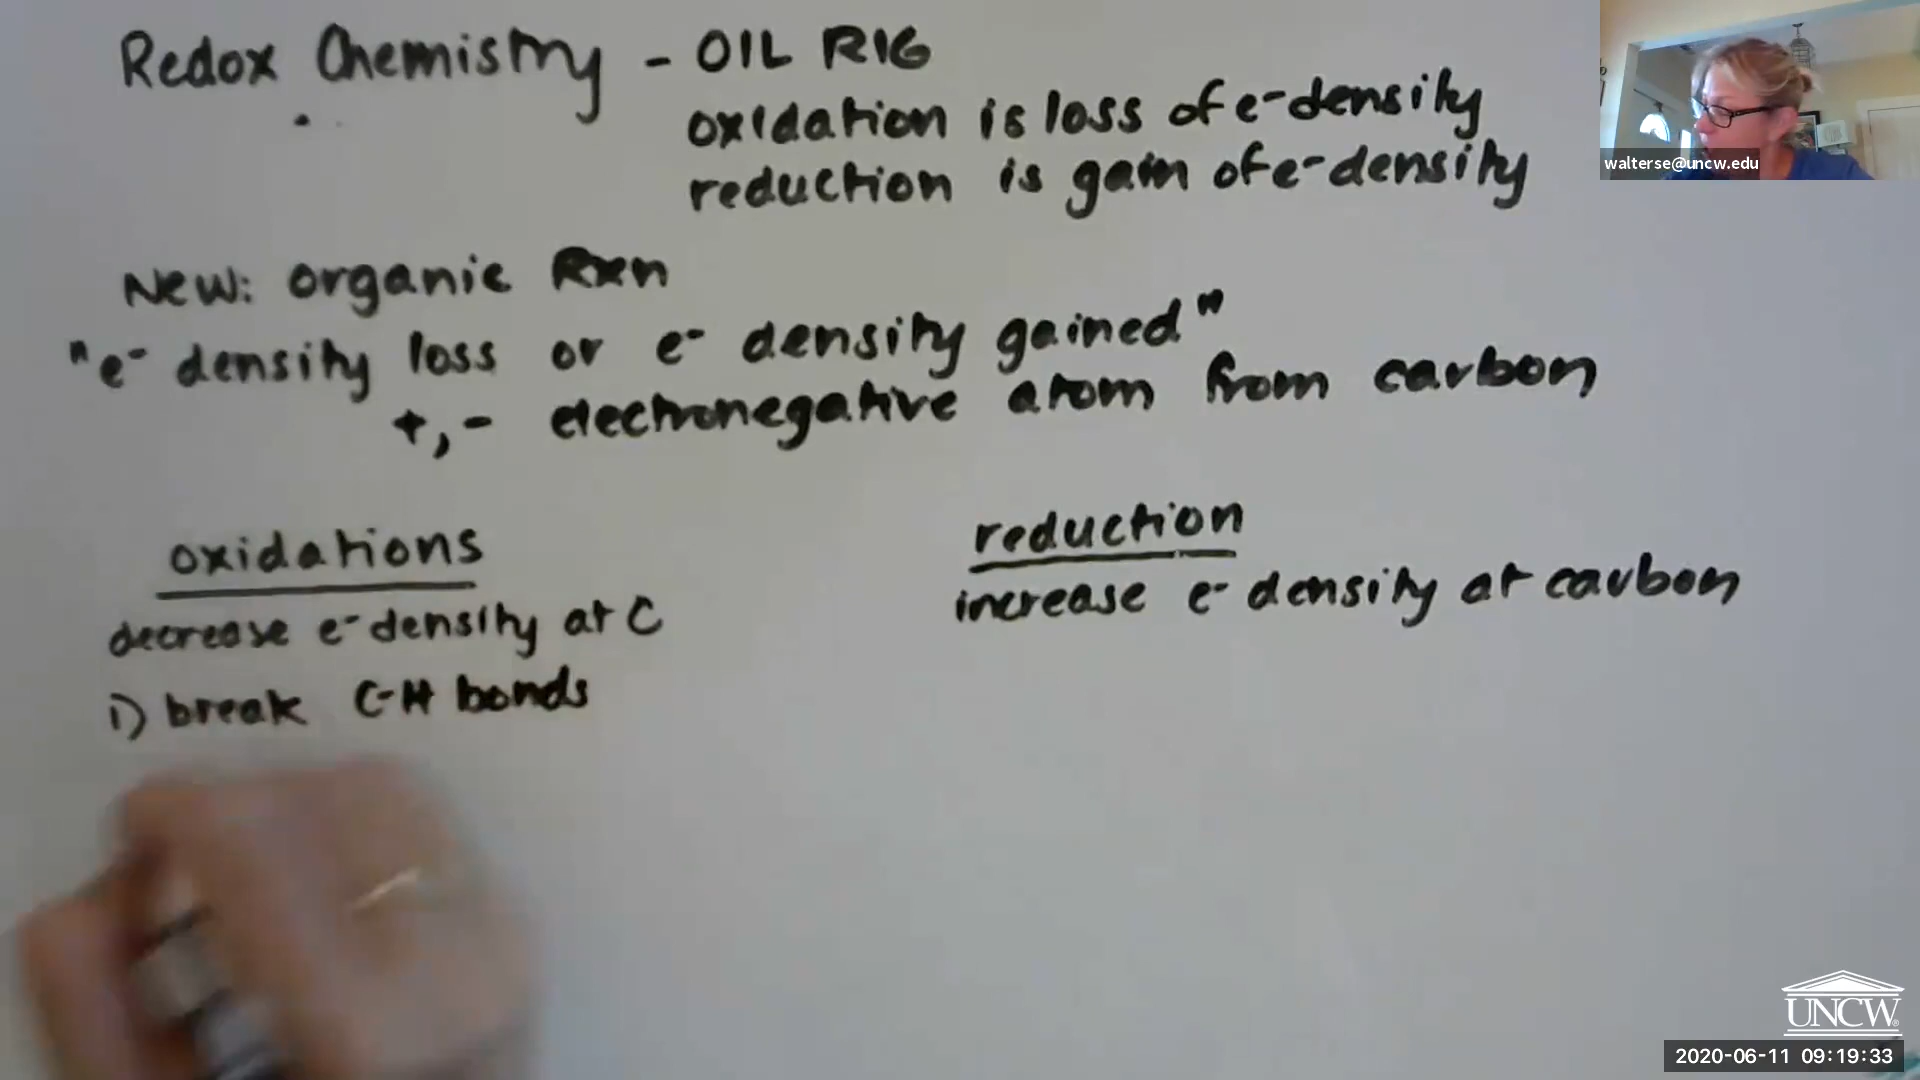 Redox Chemistry - OIL RIG
oxidation is loss of e- density
reduction is gain of e- density
New: organic Rxn
"e- density loss or e- density gained"
+, - electronegative atom from carbon
oxidations
decrease e- density at C
1) break C-H bonds
reduction
increase e- density at carbon
walterse@uncw.edu
UNCW
2020-06-11 09:19:33